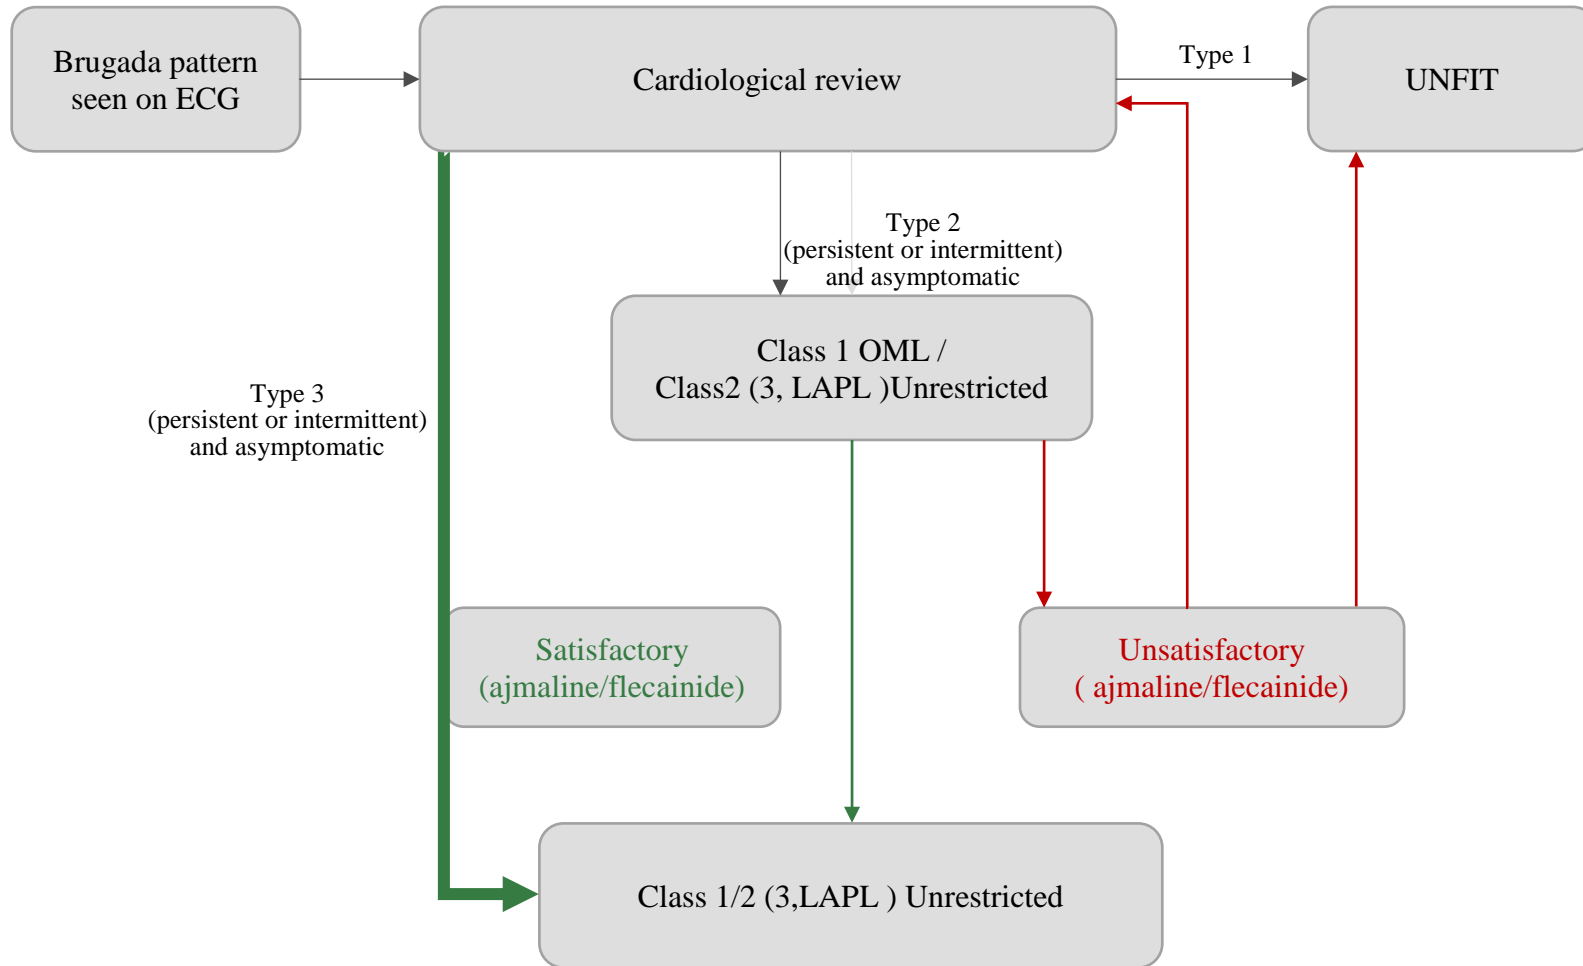 Brugada pattern
seen on ECG
Cardiological review
Type 1
UNFIT
Type 2
(persistent or intermittent)
and asymptomatic
Class 1 OML /
Class2 (3, LAPL )Unrestricted
Type 3
(persistent or intermittent)
and asymptomatic
Satisfactory
(ajmaline/flecainide)
Unsatisfactory
( ajmaline/flecainide)
Class 1/2 (3,LAPL ) Unrestricted